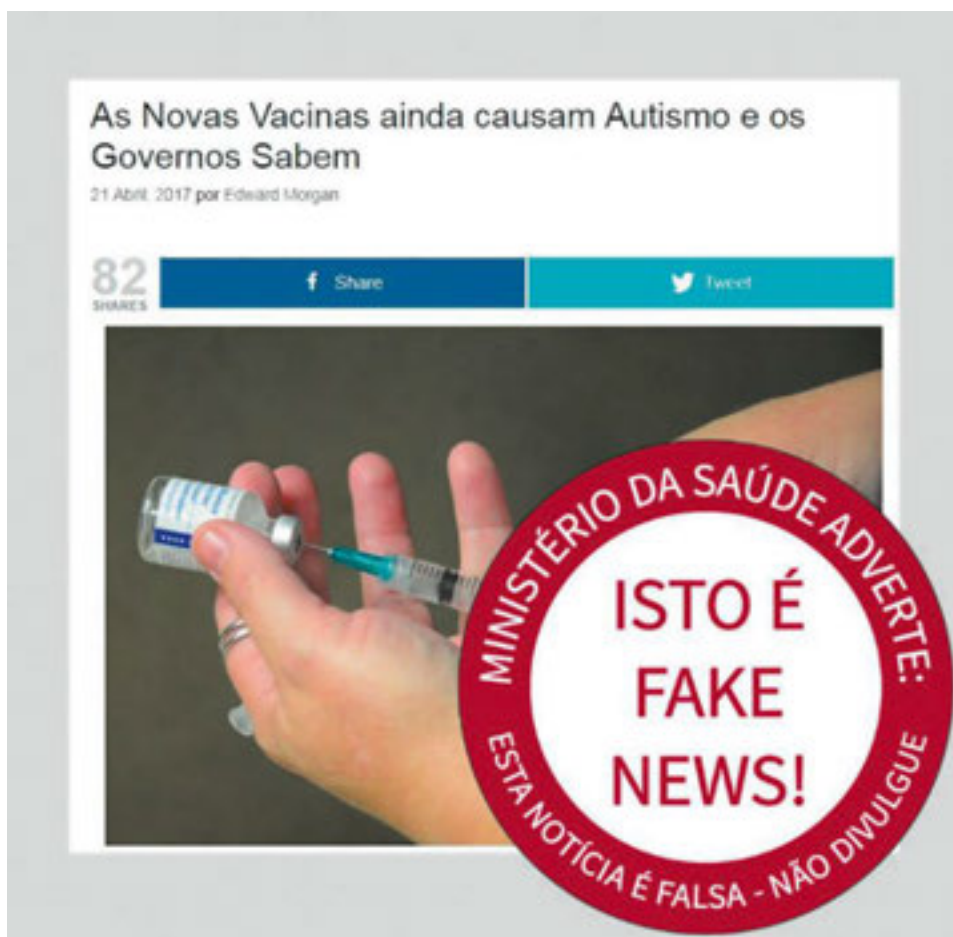 As Novas Vacinas ainda causam Autismo e os
Governos Sabem
21 Abril, 2017 por Edward Morgan
82
SHARES
Share
Tweet
MINISTÉRIO DA SAÚDE ADVERTE:
ISTO É
FAKE
NEWS!
ESTA NOTÍCIA É FALSA - NÃO DIVULGUE